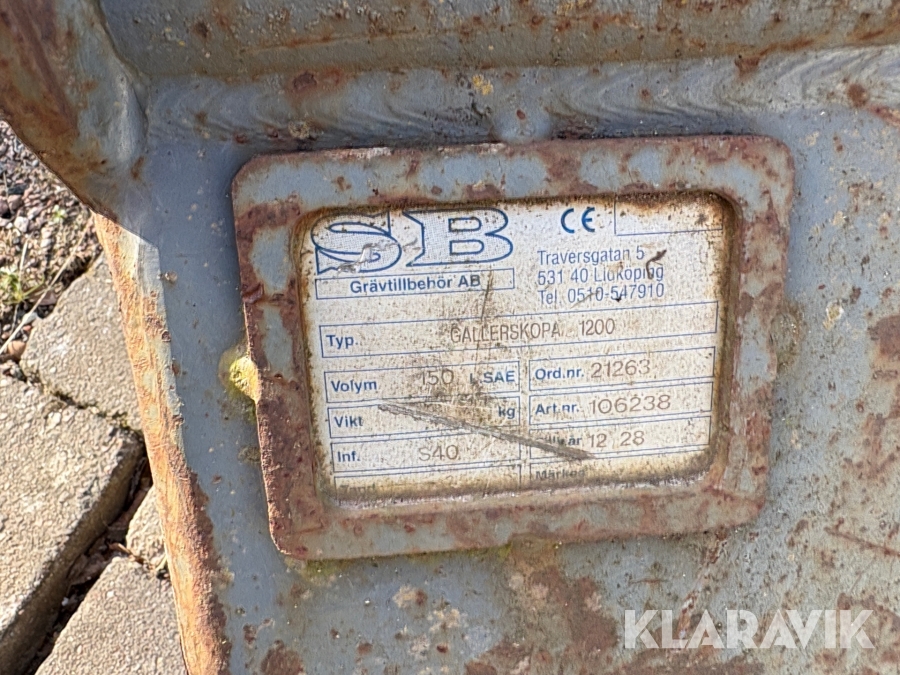 SB
CE
Traversgatan 5
531 40 Lidköping
Tel. 0510-547910
Grävtillbehör AB
Typ. GALLERSKOPA 1200
Volym 150 L SAE
Ord.nr. 21263
Vikt kg
Art.nr. 106238
Inf. S40
12 28
Märkes
KLARAVIK